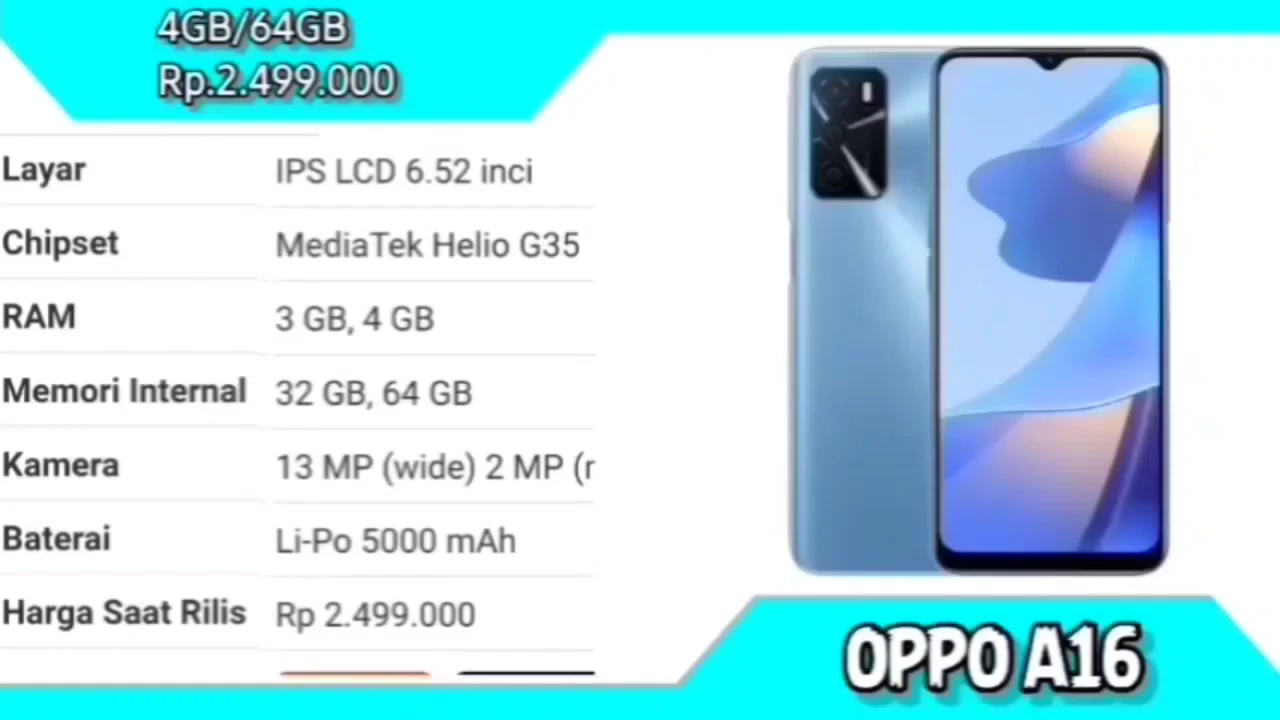 4GB/64GB
Rp.2.499.000
Layar IPS LCD 6.52 inci
Chipset MediaTek Helio G35
RAM 3 GB, 4 GB
Memori Internal 32 GB, 64 GB
Kamera 13 MP (wide) 2 MP (
Baterai Li-Po 5000 mAh
Harga Saat Rilis Rp 2.499.000
OPPO A16